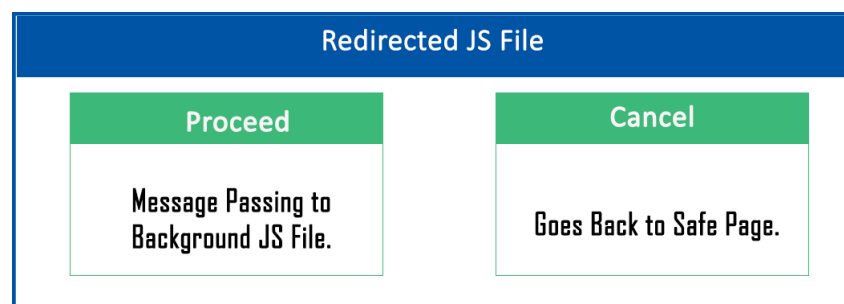 Redirected JS File
Proceed
Cancel
Message Passing to
Background JS File.
Goes Back to Safe Page.